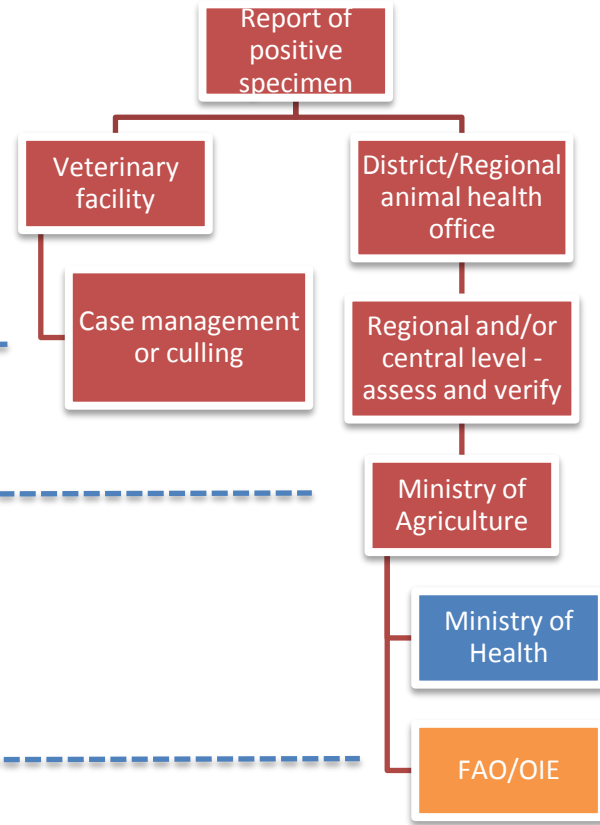 Report of
positive
specimen
Veterinary
facility
District/Regional
animal health
office
Case management
or culling
Regional and/or
central level -
assess and verify
Ministry of
Agriculture
Ministry of
Health
FAO/OIE